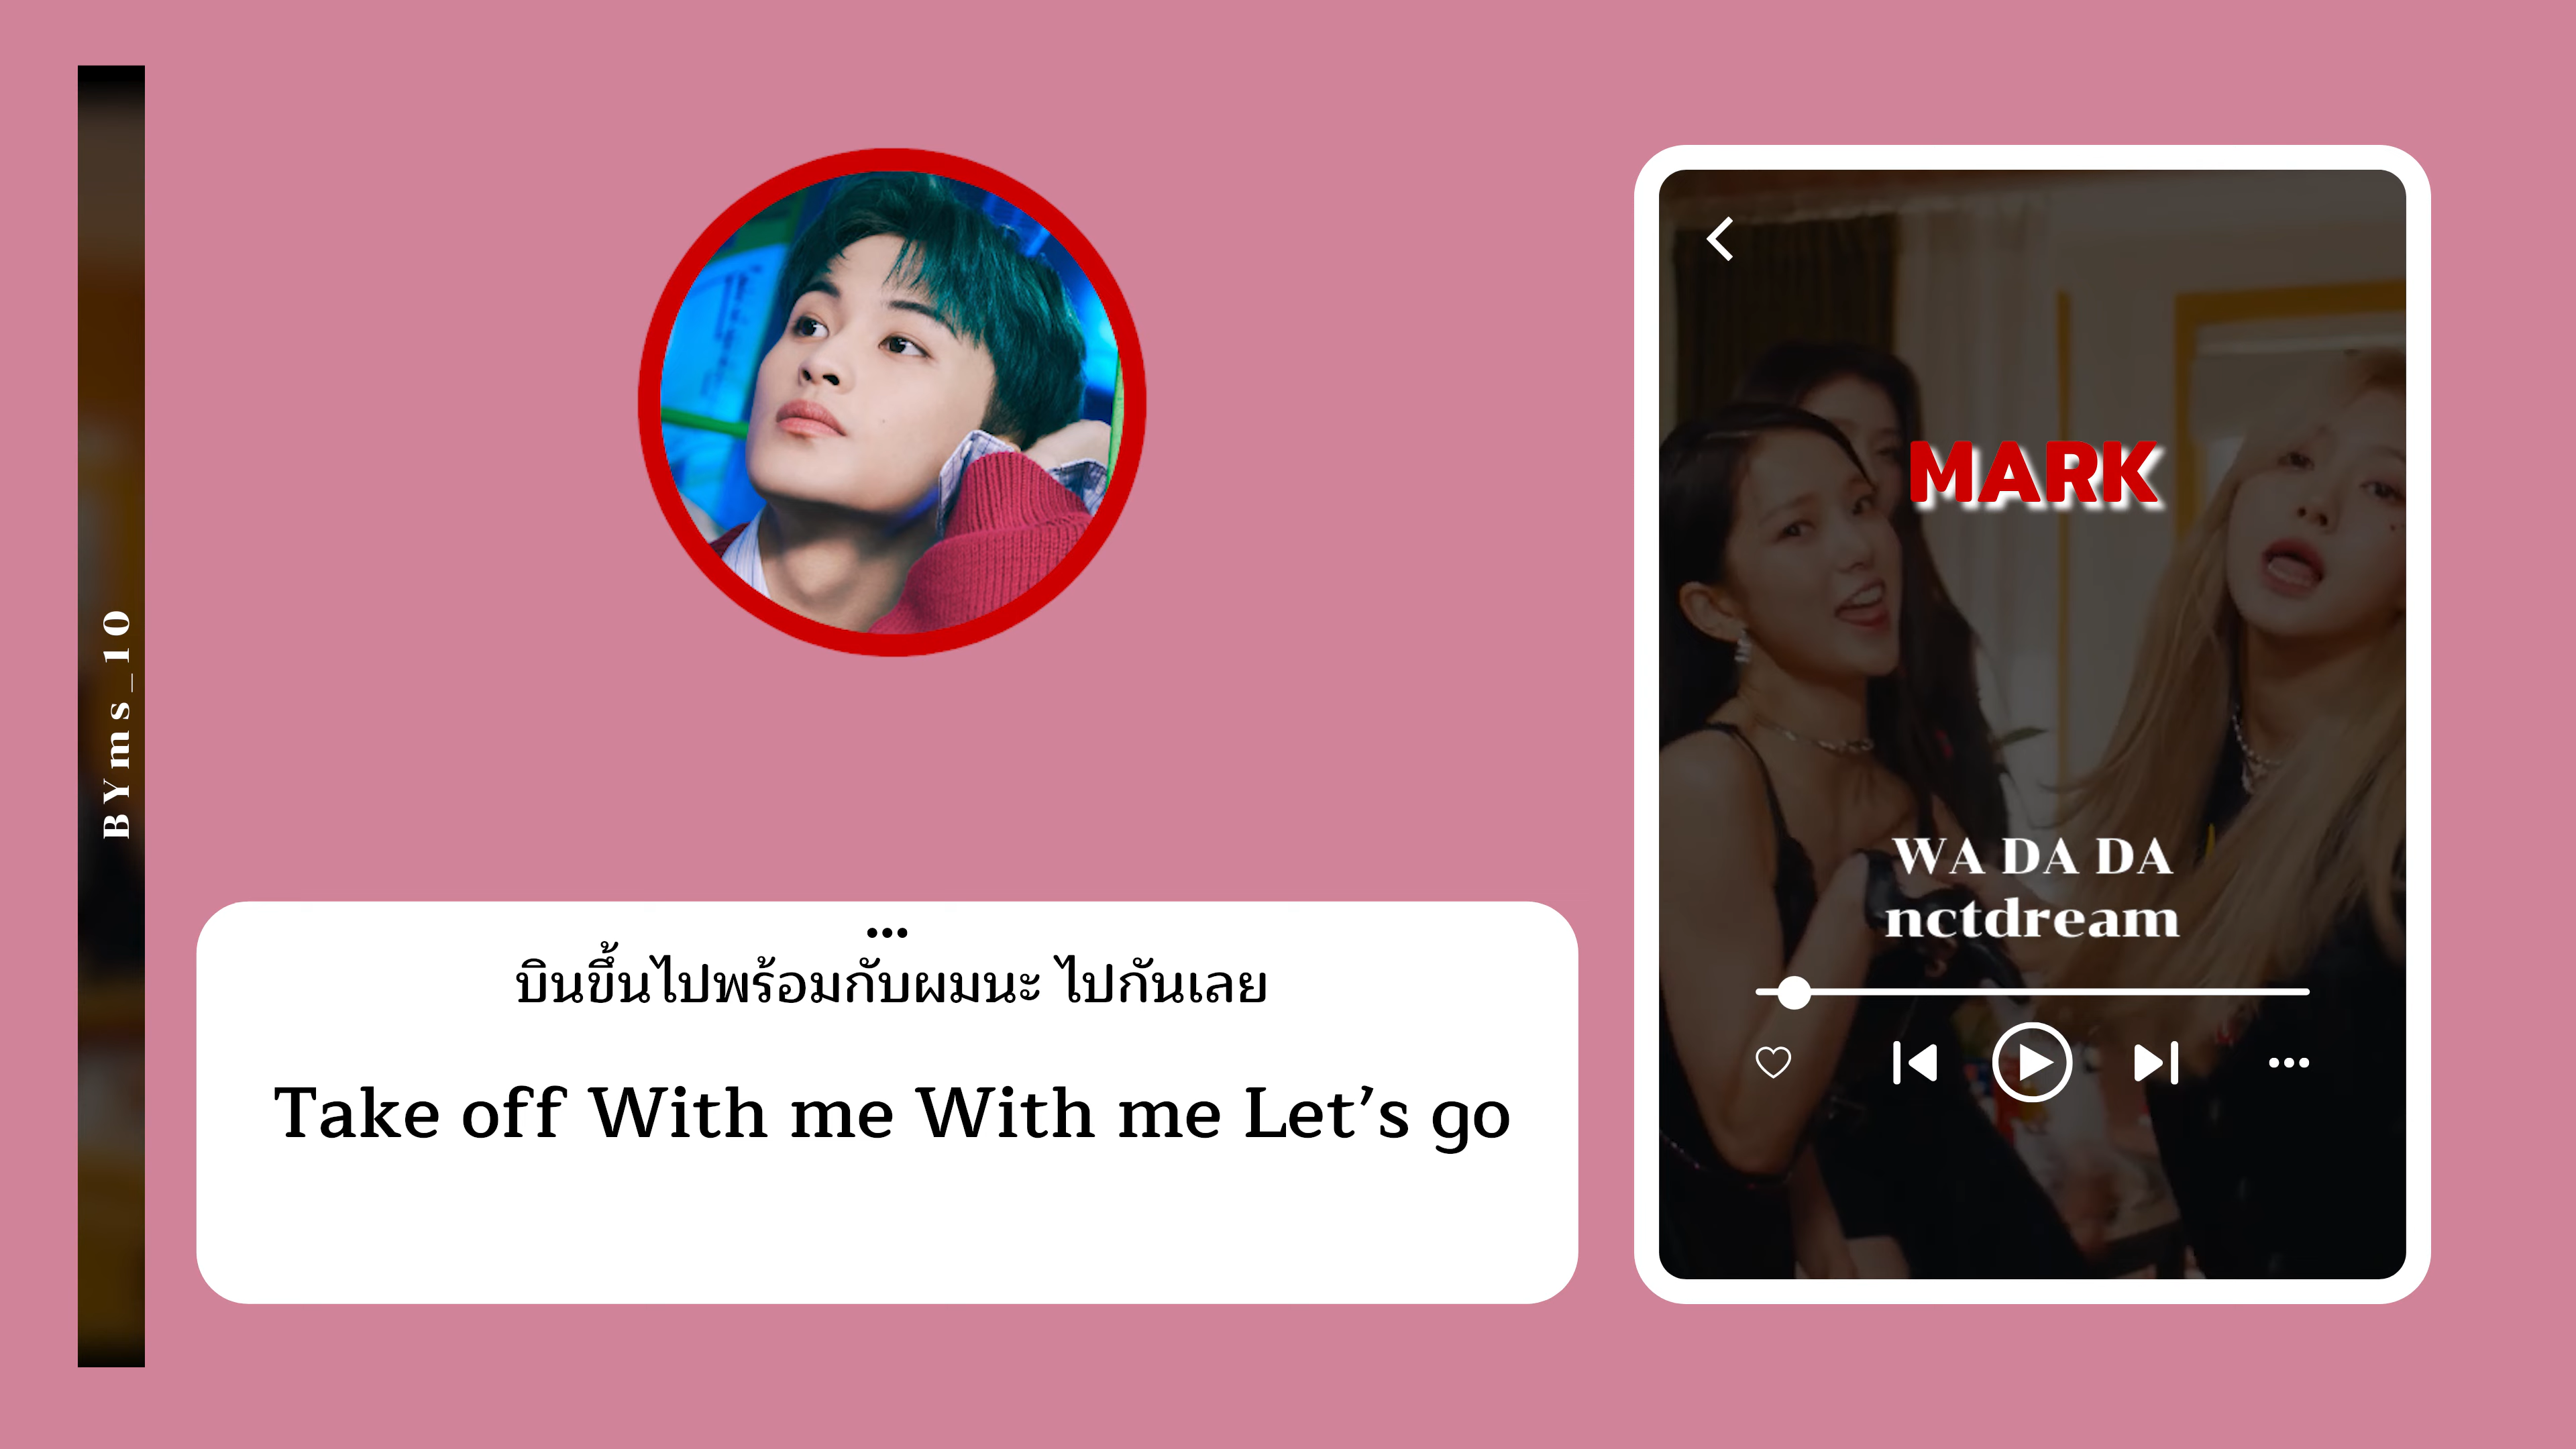 BYms_10
...
บินขึ้นไปพร้อมกับผมนะ ไปกันเลย
Take off With me With me Let’s go
MARK
WA DA DA
nctdream